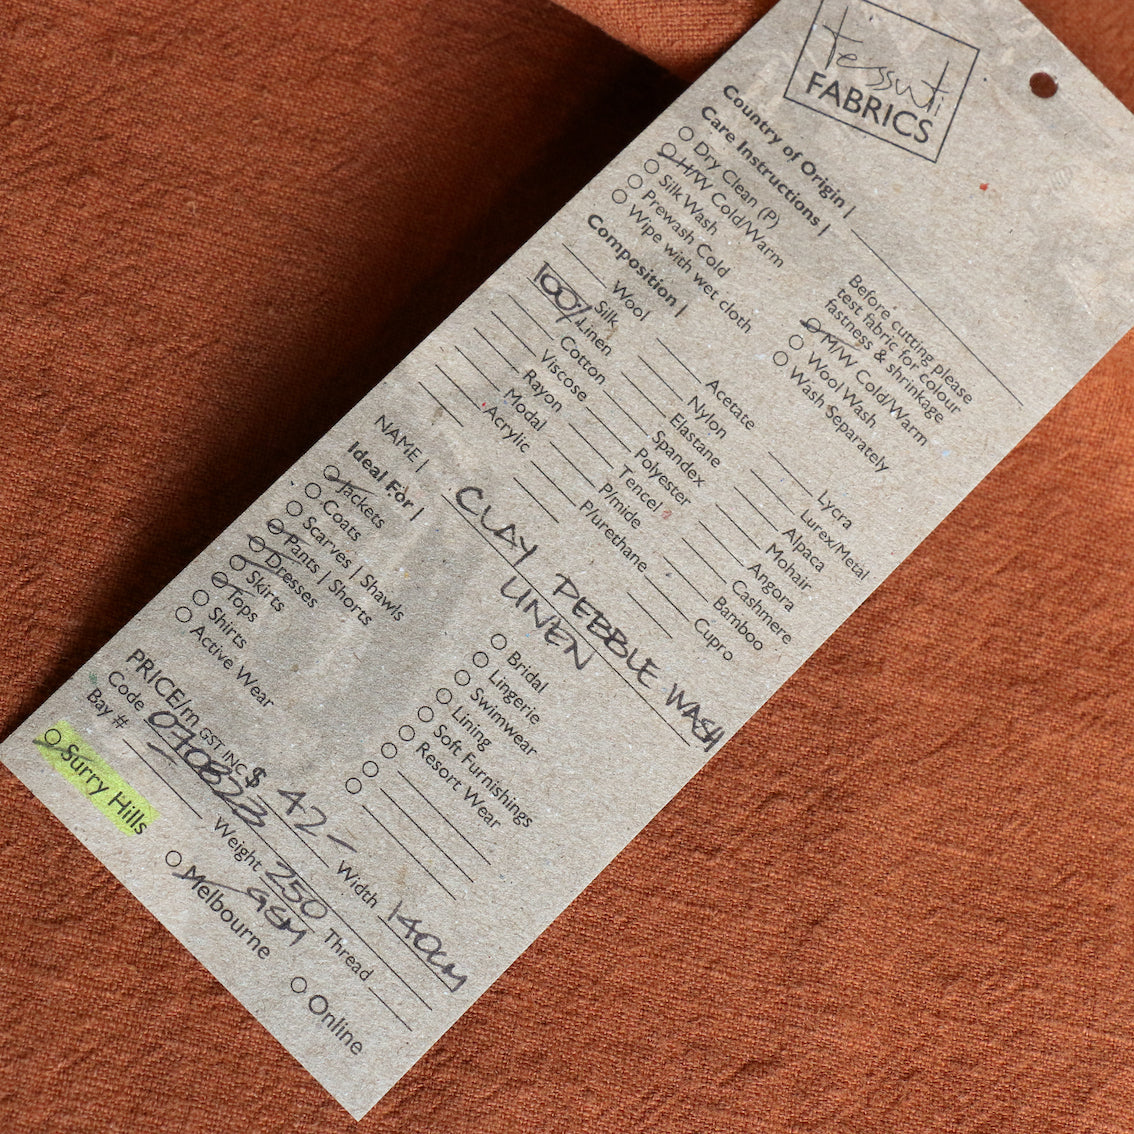 tessuti
FABRICS
Country of Origin |
Care Instructions |
Dry Clean (P)
H/W Cold/Warm
Silk Wash
Prewash Cold
Wipe with wet cloth
Before cutting please
test fabric for colour
fastness & shrinkage
M/W Cold/Warm
Wool Wash
Wash Separately
Composition |
Wool
Silk
100% Linen
Cotton
Viscose
Rayon
Modal
Acrylic
Acetate
Nylon
Elastane
Spandex
Polyester
Tencel
P/mide
P/urethane
Lycra
Lurex/Metal
Alpaca
Mohair
Angora
Cashmere
Bamboo
Cupro
NAME | CLAY PEBBLE WASH
LINEN
Ideal For |
Jackets
Coats
Scarves | Shawls
Pants | Shorts
Dresses
Skirts
Tops
Shirts
Active Wear
Bridal
Lingerie
Swimwear
Lining
Soft Furnishings
Resort Wear
PRICE/m GST INC $ 42- Width 140cm
Code 070823 Weight 250 GSM Thread
Bay #
Surry Hills
Melbourne
Online